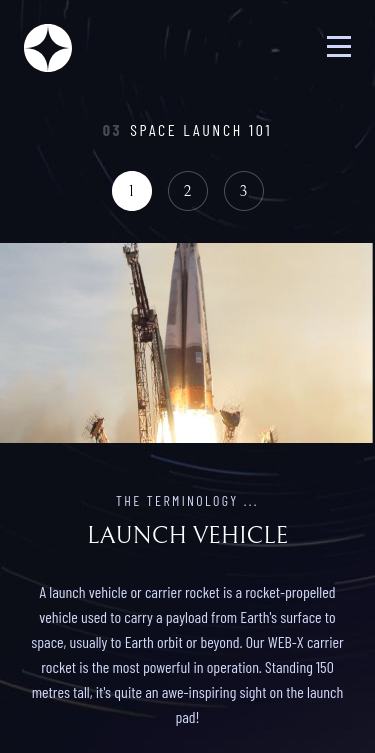 03 SPACE LAUNCH 101
1 2 3
THE TERMINOLOGY ...
LAUNCH VEHICLE
A launch vehicle or carrier rocket is a rocket-propelled
vehicle used to carry a payload from Earth's surface to
space, usually to Earth orbit or beyond. Our WEB-X carrier
rocket is the most powerful in operation. Standing 150
metres tall, it's quite an awe-inspiring sight on the launch
pad!